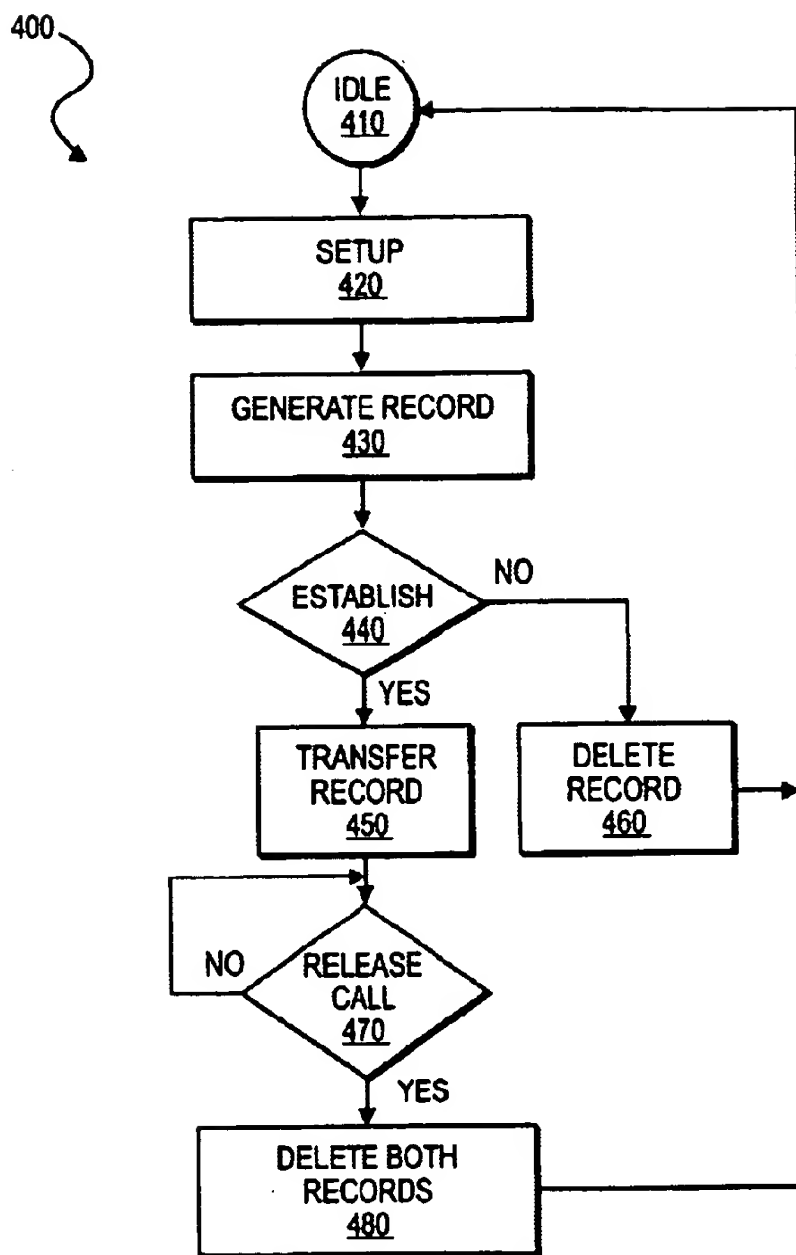 400
IDLE
410
SETUP
420
GENERATE RECORD
430
ESTABLISH
440
NO
YES
TRANSFER
RECORD
450
DELETE
RECORD
460
NO
RELEASE
CALL
470
YES
DELETE BOTH
RECORDS
480